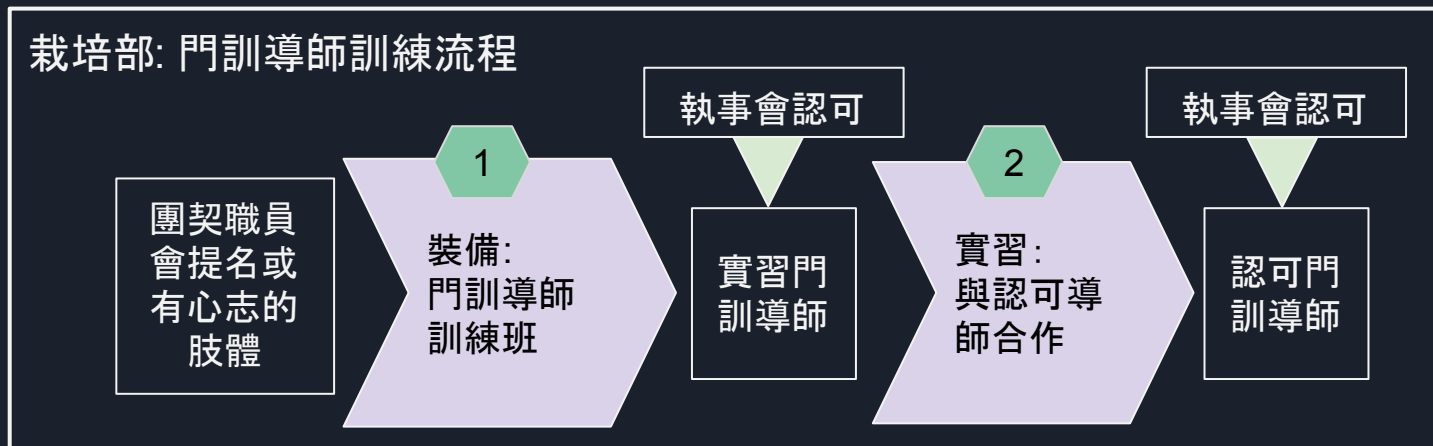 栽培部: 門訓導師訓練流程
執事會認可
執事會認可
1
2
團契職員
會提名或
有心志的
肢體
裝備:
門訓導師
訓練班
實習門
訓導師
實習:
與認可導
師合作
認可門
訓導師